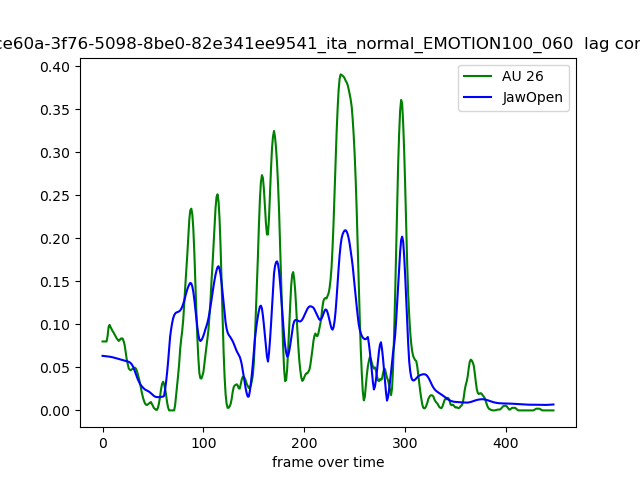 ce60a-3f76-5098-8be0-82e341ee9541_ita_normal_EMOTION100_060 lag cor
AU 26
JawOpen
0.40
0.35
0.30
0.25
0.20
0.15
0.10
0.05
0.00
0 100 200 300 400
frame over time